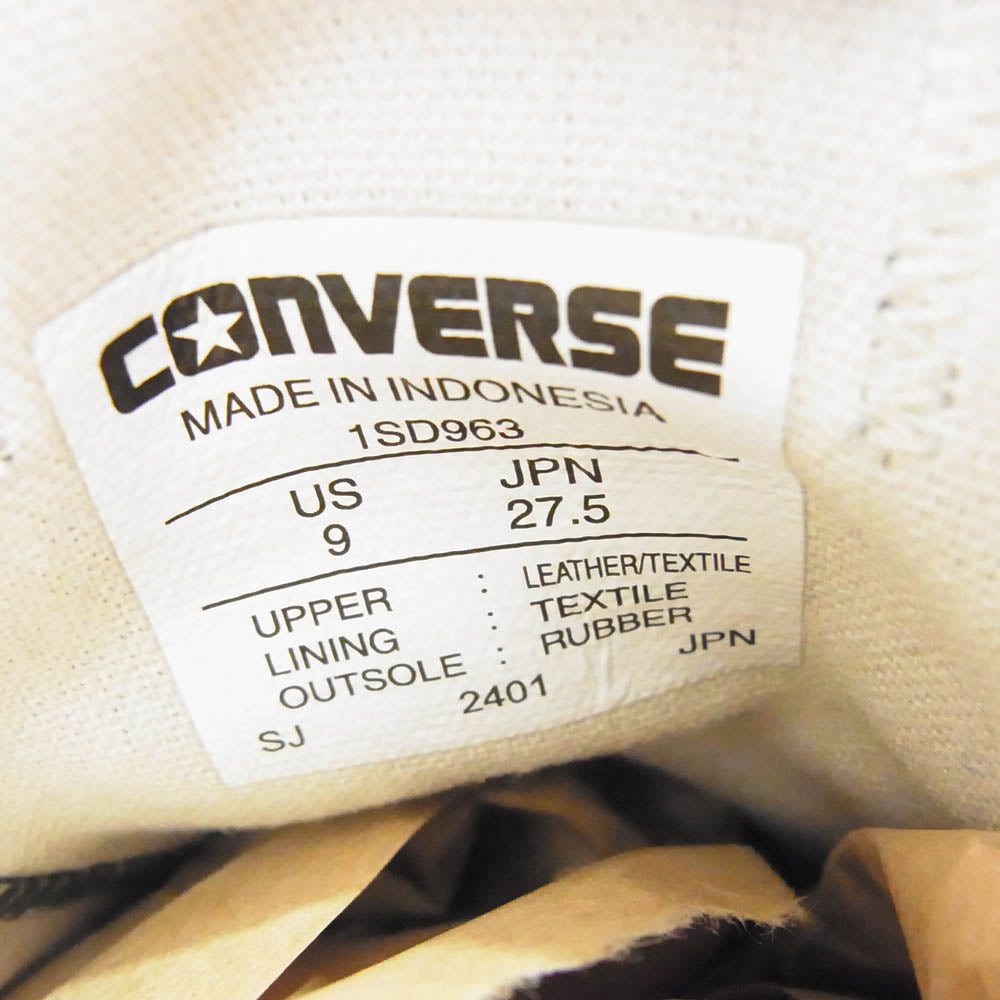 CONVERSE
MADE IN INDONESIA
1SD963
US JPN
9 27.5
UPPER : LEATHER/TEXTILE
LINING : TEXTILE
OUTSOLE : RUBBER
SJ 2401 JPN